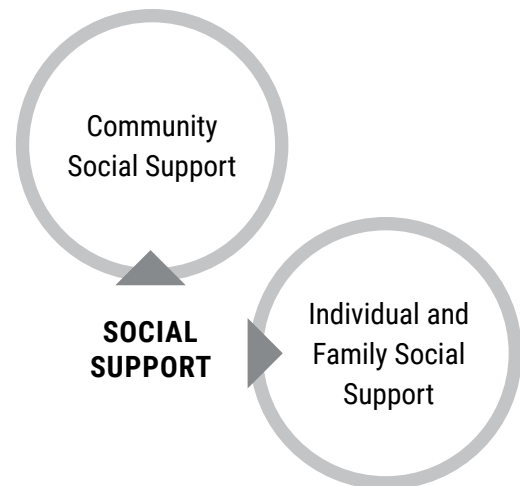 Community
Social Support
SOCIAL
SUPPORT
Individual and
Family Social
Support